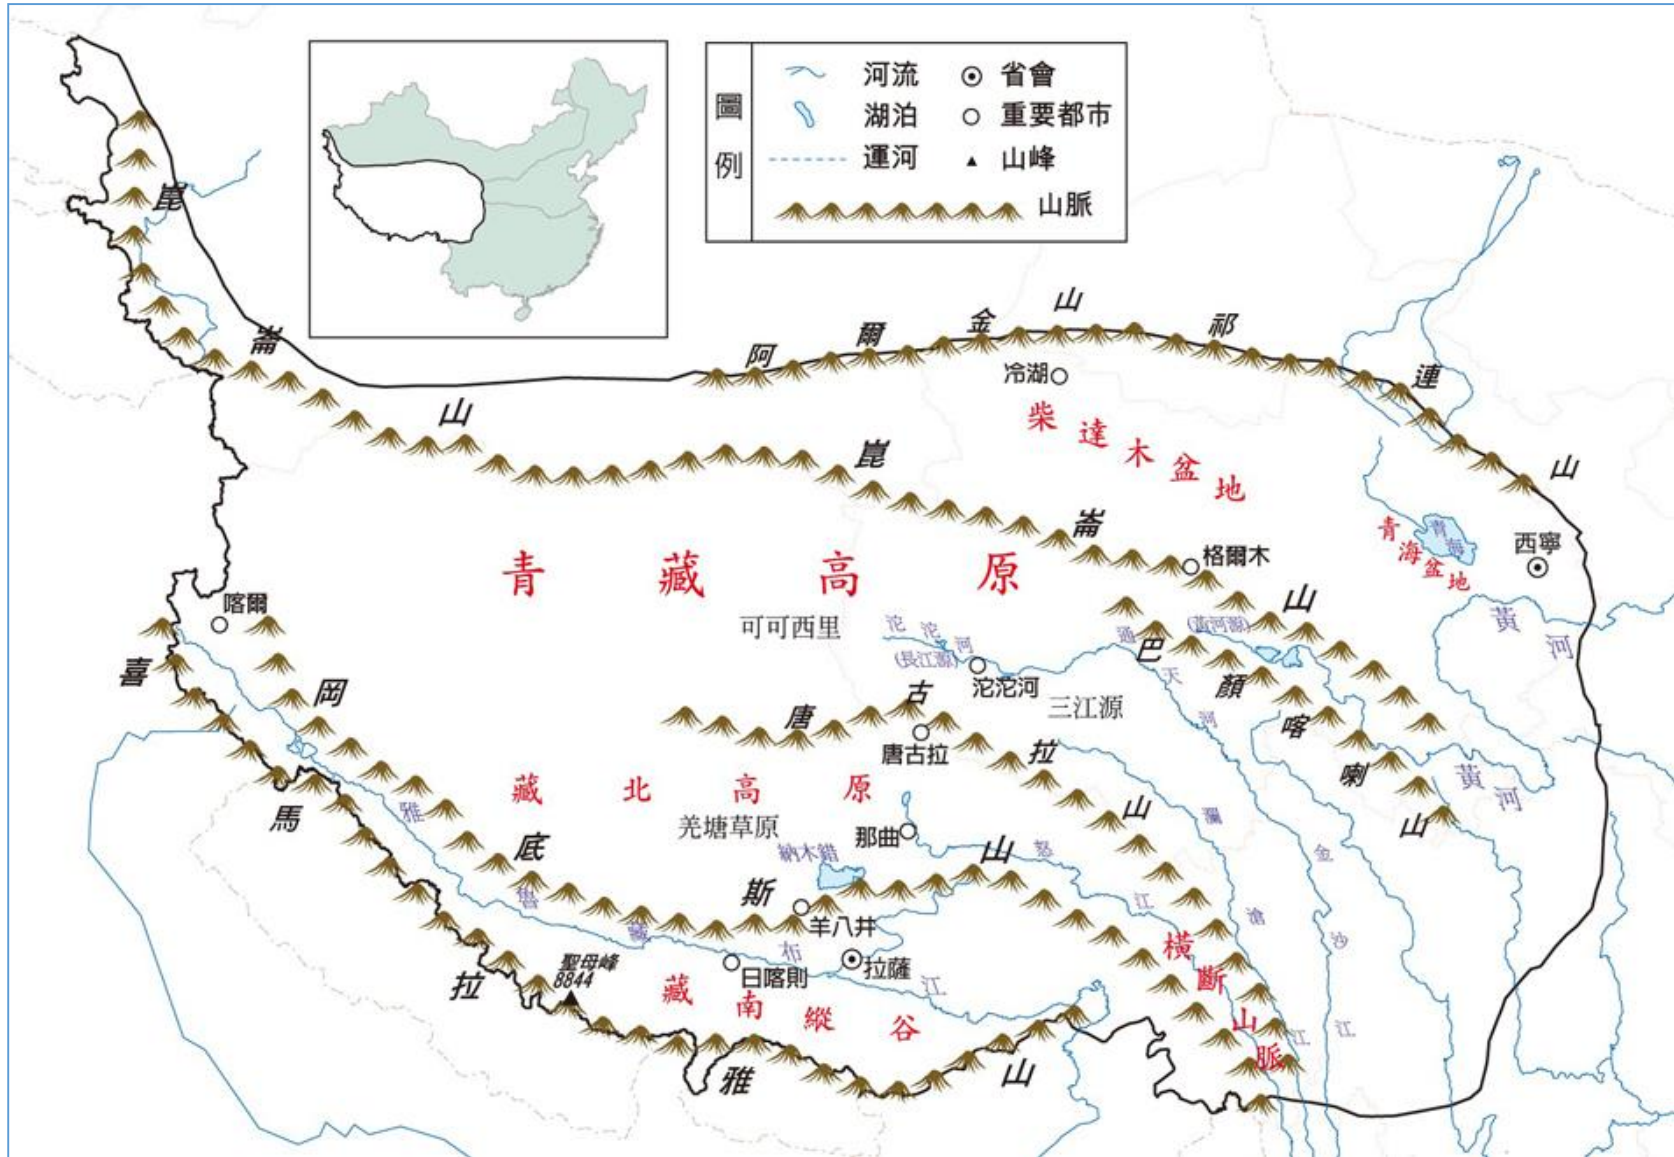 圖例
河流
省會
湖泊
重要都市
運河
山峰
山脈
崑崙山
阿爾金山
祁連山
冷湖
柴達木盆地
崑崙山
格爾木
青海
青海盆地
西寧
青藏高原
可可西里
喀爾
沱沱河
(長江源)
沱沱河
通天河
(黃河源)
黃河
巴顏喀喇山
三江源
唐古拉山
唐古拉
黃河
喜馬拉雅山
岡底斯山
藏北高原
羌塘草原
納木錯
那曲
怒江
瀾滄江
金沙江
雅魯藏布江
羊八井
拉薩
日喀則
聖母峰
8844
藏南縱谷
橫斷山脈